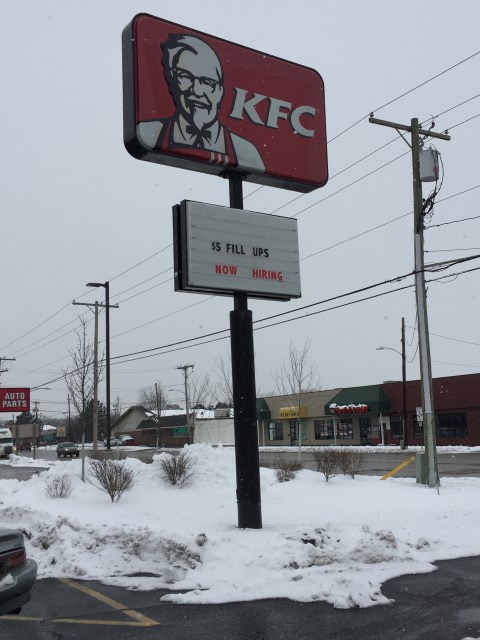 KFC
$5 FILL UPS
NOW HIRING
AUTO
PARTS